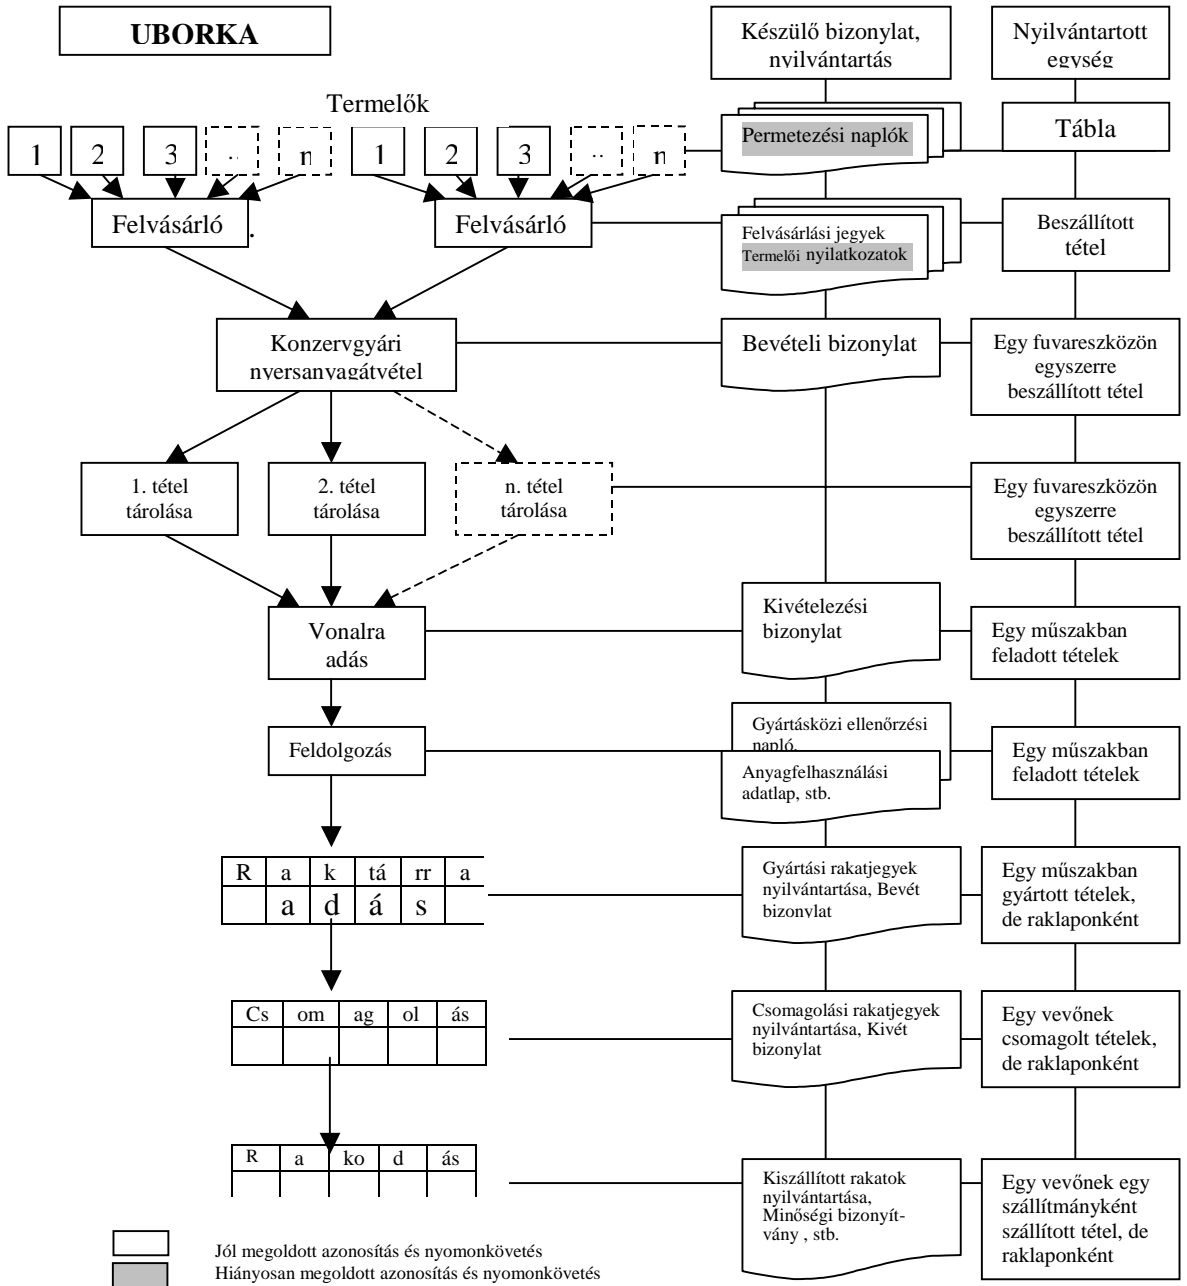 UBORKA
Készülő bizonylat,
nyilvántartás
Nyilvántartott
egység
Termelők
1 2 3 .. n 1 2 3 .. n
Permetezési naplók
Tábla
Felvásárló .
Felvásárló
Felvásárlási jegyek
Termelői nyilatkozatok
Beszállított
tétel
Konzervgyári
nyersanyagátvétel
Bevételi bizonylat
Egy fuvareszközön
egyszerre
beszállított tétel
1. tétel
tárolása
2. tétel
tárolása
n. tétel
tárolása
Egy fuvareszközön
egyszerre
beszállított tétel
Vonalra
adás
Kivételezési
bizonylat
Egy műszakban
feladott tételek
Feldolgozás
Gyártásközi ellenőrzési
napló,
Anyagfelhasználási
adatlap, stb.
Egy műszakban
feladott tételek
R a k tá rr a
a d á s
Gyártási rakatjegyek
nyilvántartása, Bevét
bizonylat
Egy műszakban
gyártott tételek,
de raklaponként
Cs om ag ol ás
Csomagolási rakatjegyek
nyilvántartása, Kivét
bizonylat
Egy vevőnek
csomagolt tételek,
de raklaponként
R a ko d ás
Kiszállított rakatok
nyilvántartása,
Minőségi bizonyít-
vány , stb.
Egy vevőnek egy
szállítmányként
szállított tétel, de
raklaponként
Jól megoldott azonosítás és nyomonkövetés
Hiányosan megoldott azonosítás és nyomonkövetés